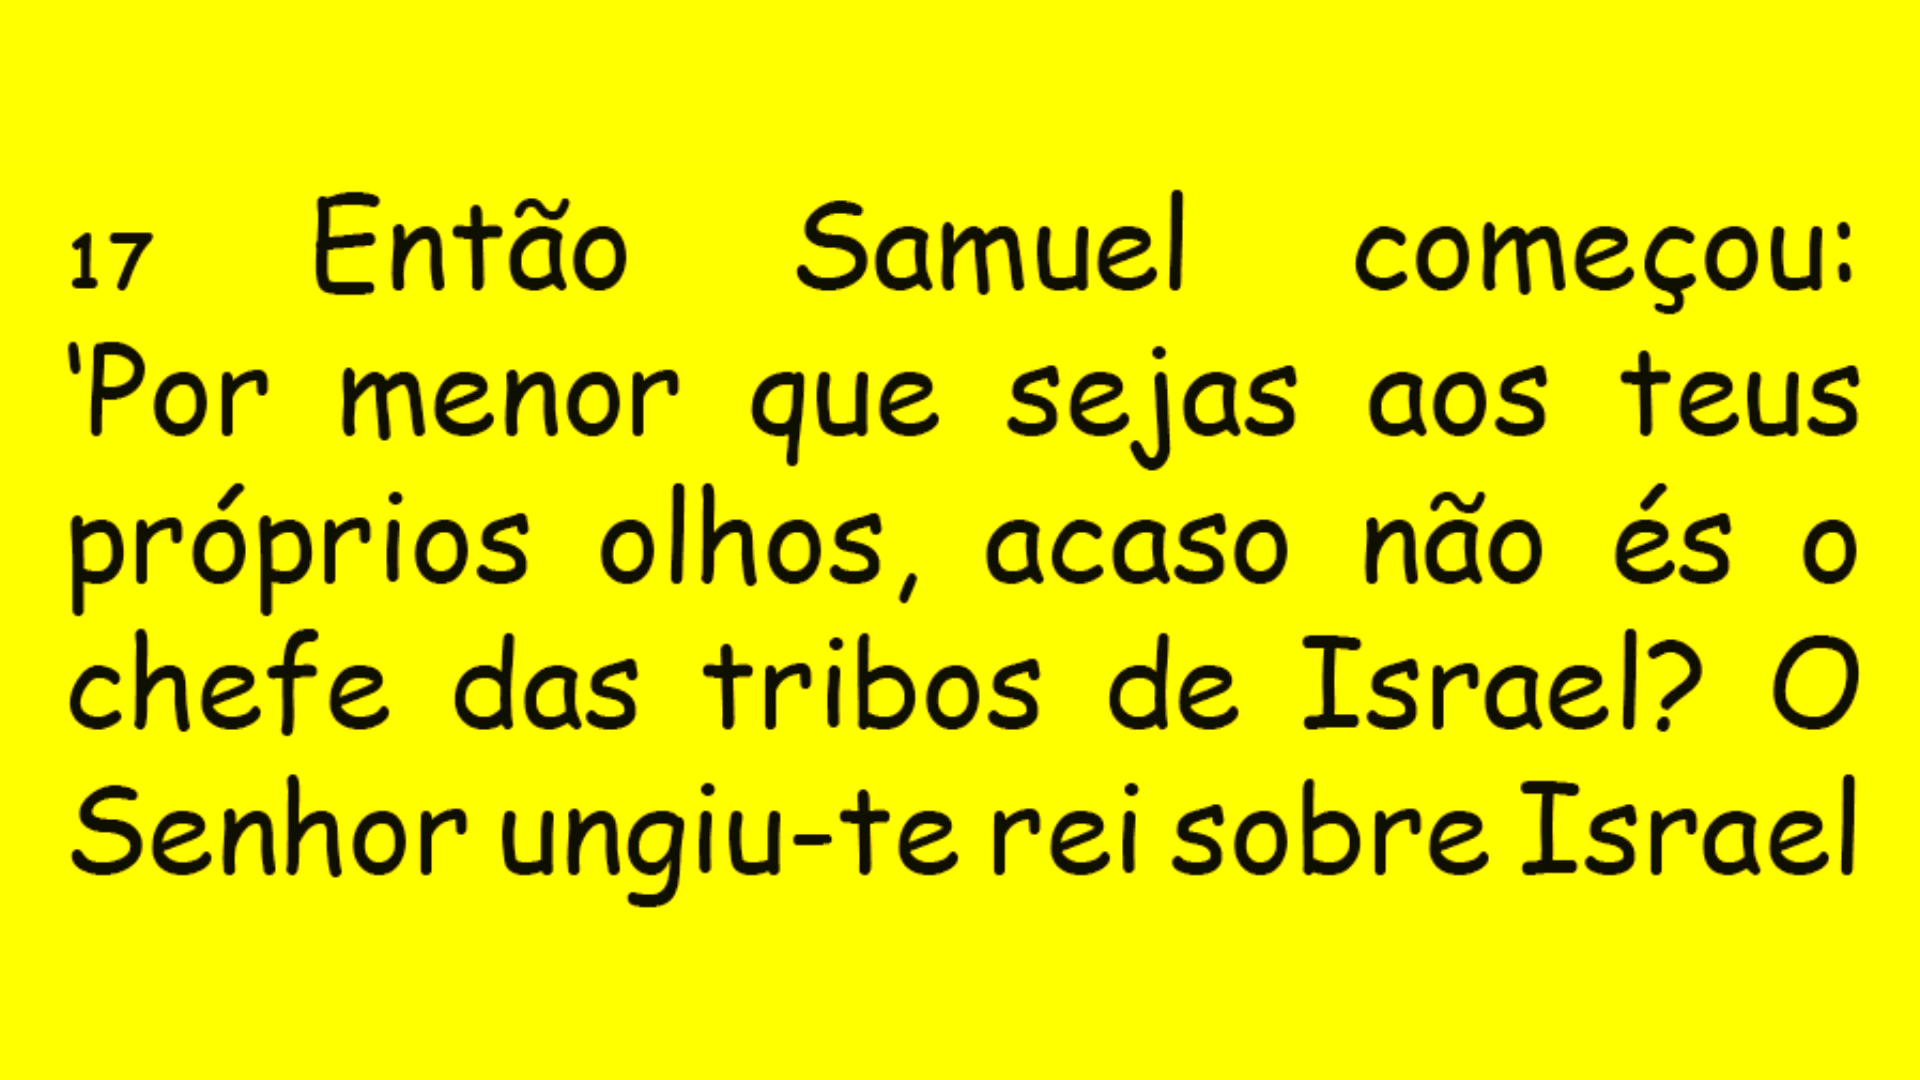 17 Então Samuel começou:
'Por menor que sejas aos teus
próprios olhos, acaso não és o
chefe das tribos de Israel? O
Senhor ungiu-te rei sobre Israel